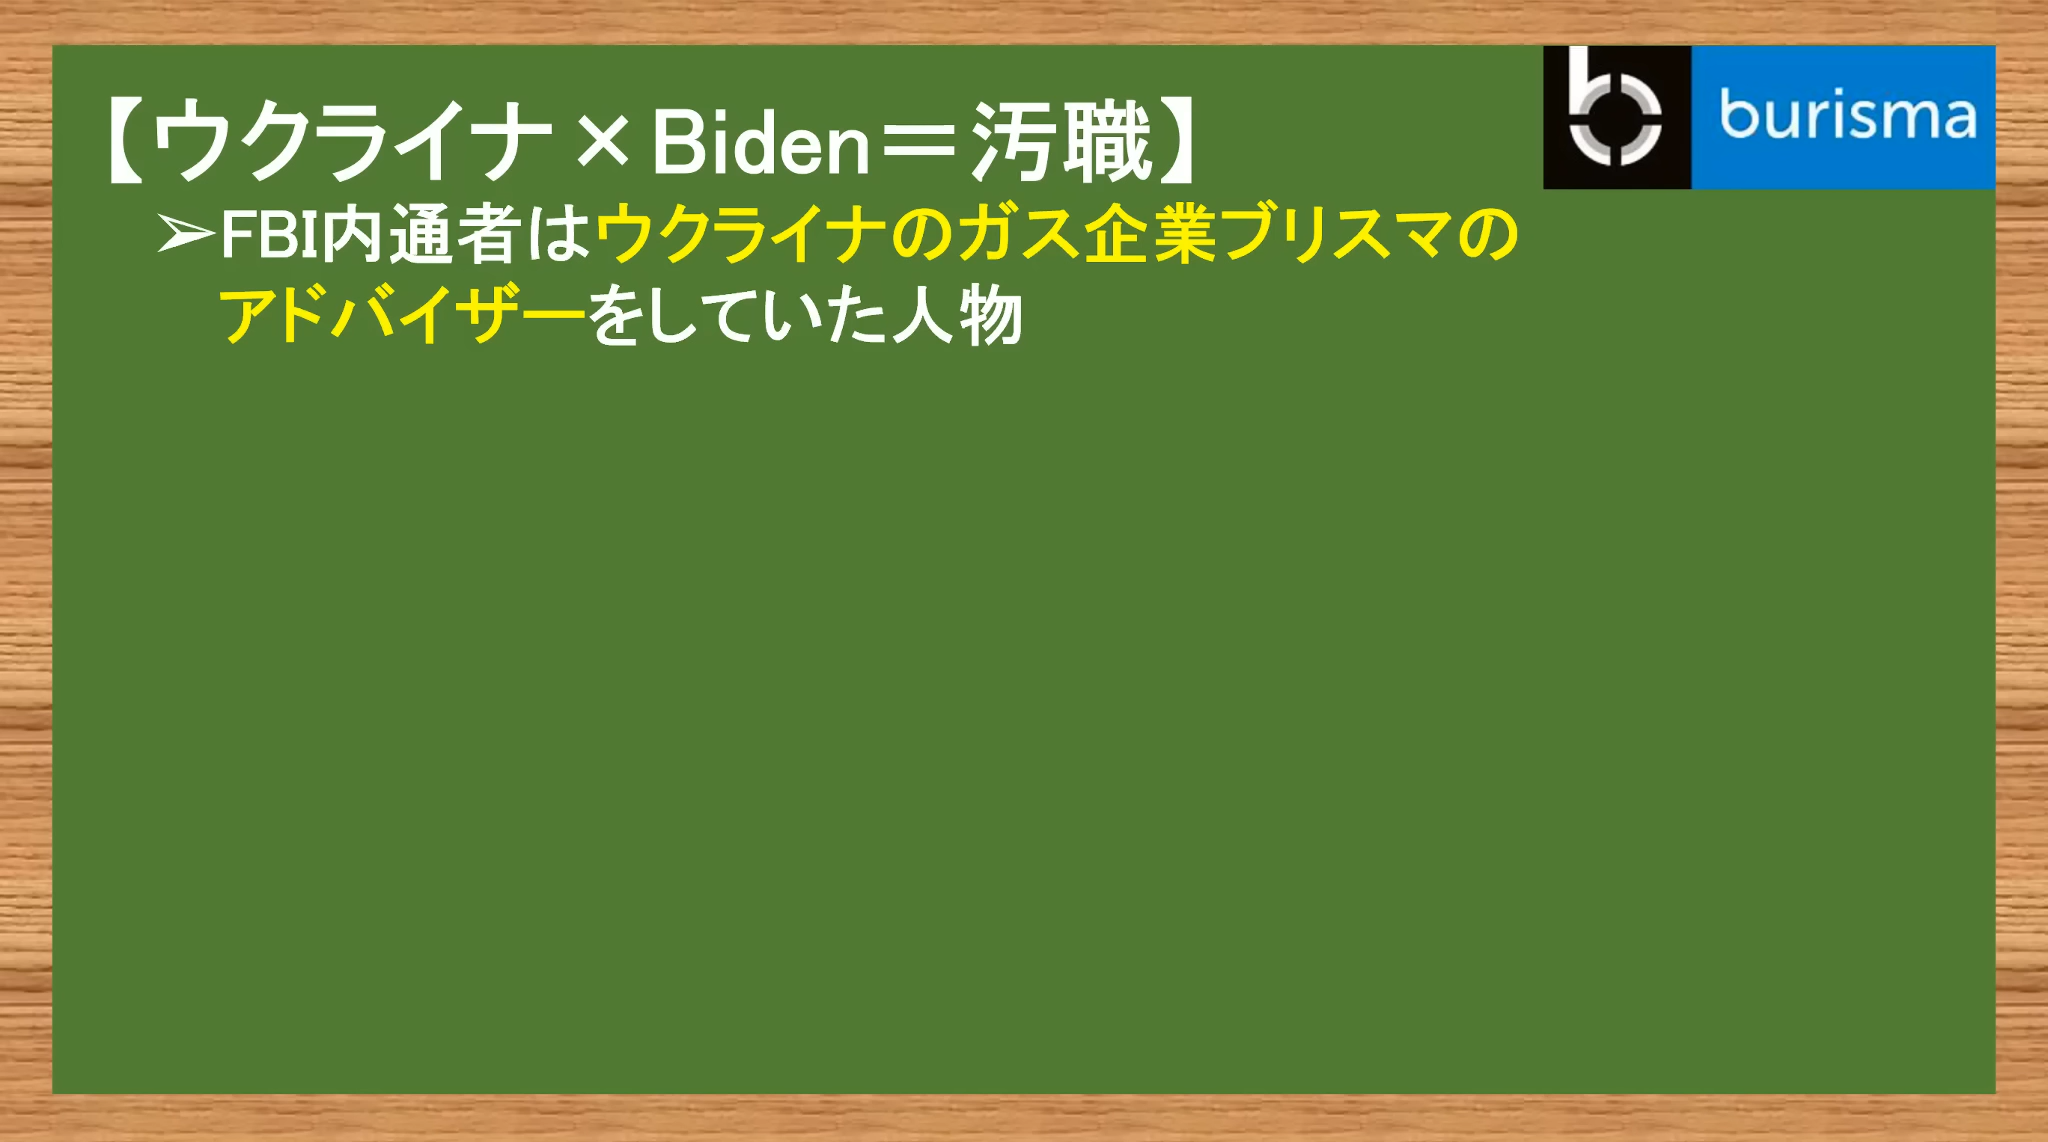 【ウクライナ×Biden＝汚職】
burisma
➢FBI内通者はウクライナのガス企業ブリスマの
アドバイザーをしていた人物